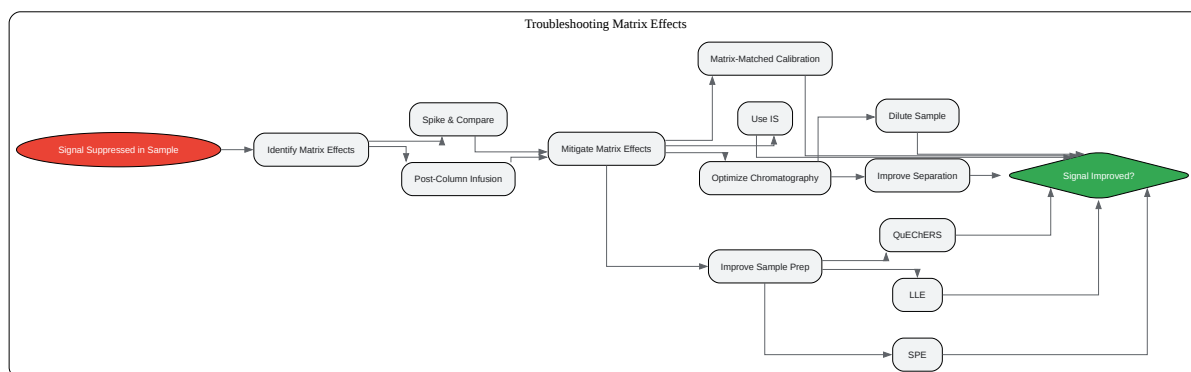 Troubleshooting Matrix Effects
Signal Suppressed in Sample
Identify Matrix Effects
Spike & Compare
Post-Column Infusion
Mitigate Matrix Effects
Matrix-Matched Calibration
Use IS
Optimize Chromatography
Dilute Sample
Improve Separation
Improve Sample Prep
QuEChERS
LLE
SPE
Signal Improved?